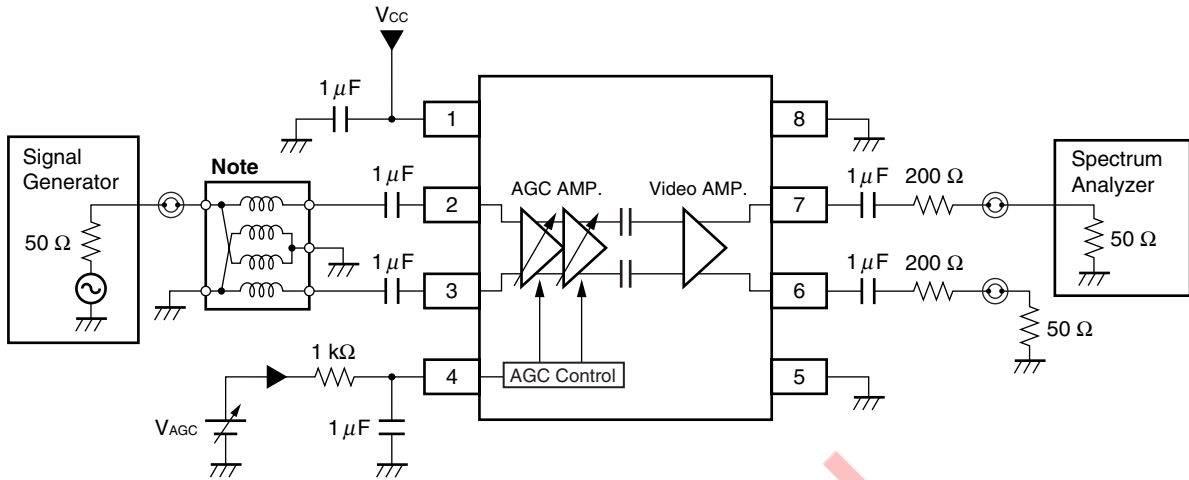 VCC
1 μF
1
8
Signal
Generator
50 Ω
Note
1 μF
2
AGC AMP.
Video AMP.
7
1 μF
200 Ω
Spectrum
Analyzer
50 Ω
1 μF
3
6
1 μF
200 Ω
50 Ω
1 kΩ
4
AGC Control
5
VAGC
1 μF